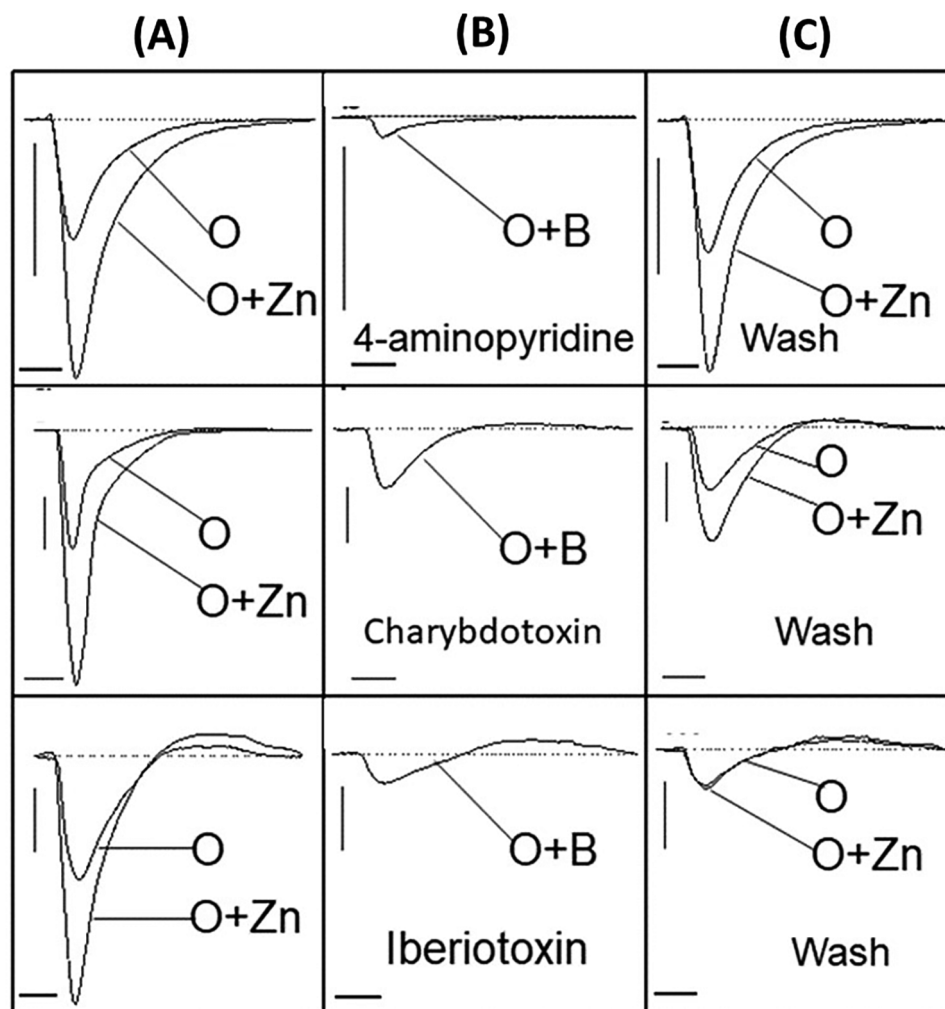 (A) (B) (C)
O
O+Zn
O+B
4-aminopyridine
O
O+Zn
Wash
O
O+Zn
O+B
Charybdotoxin
O
O+Zn
Wash
O
O+Zn
O+B
Iberiotoxin
O
O+Zn
Wash